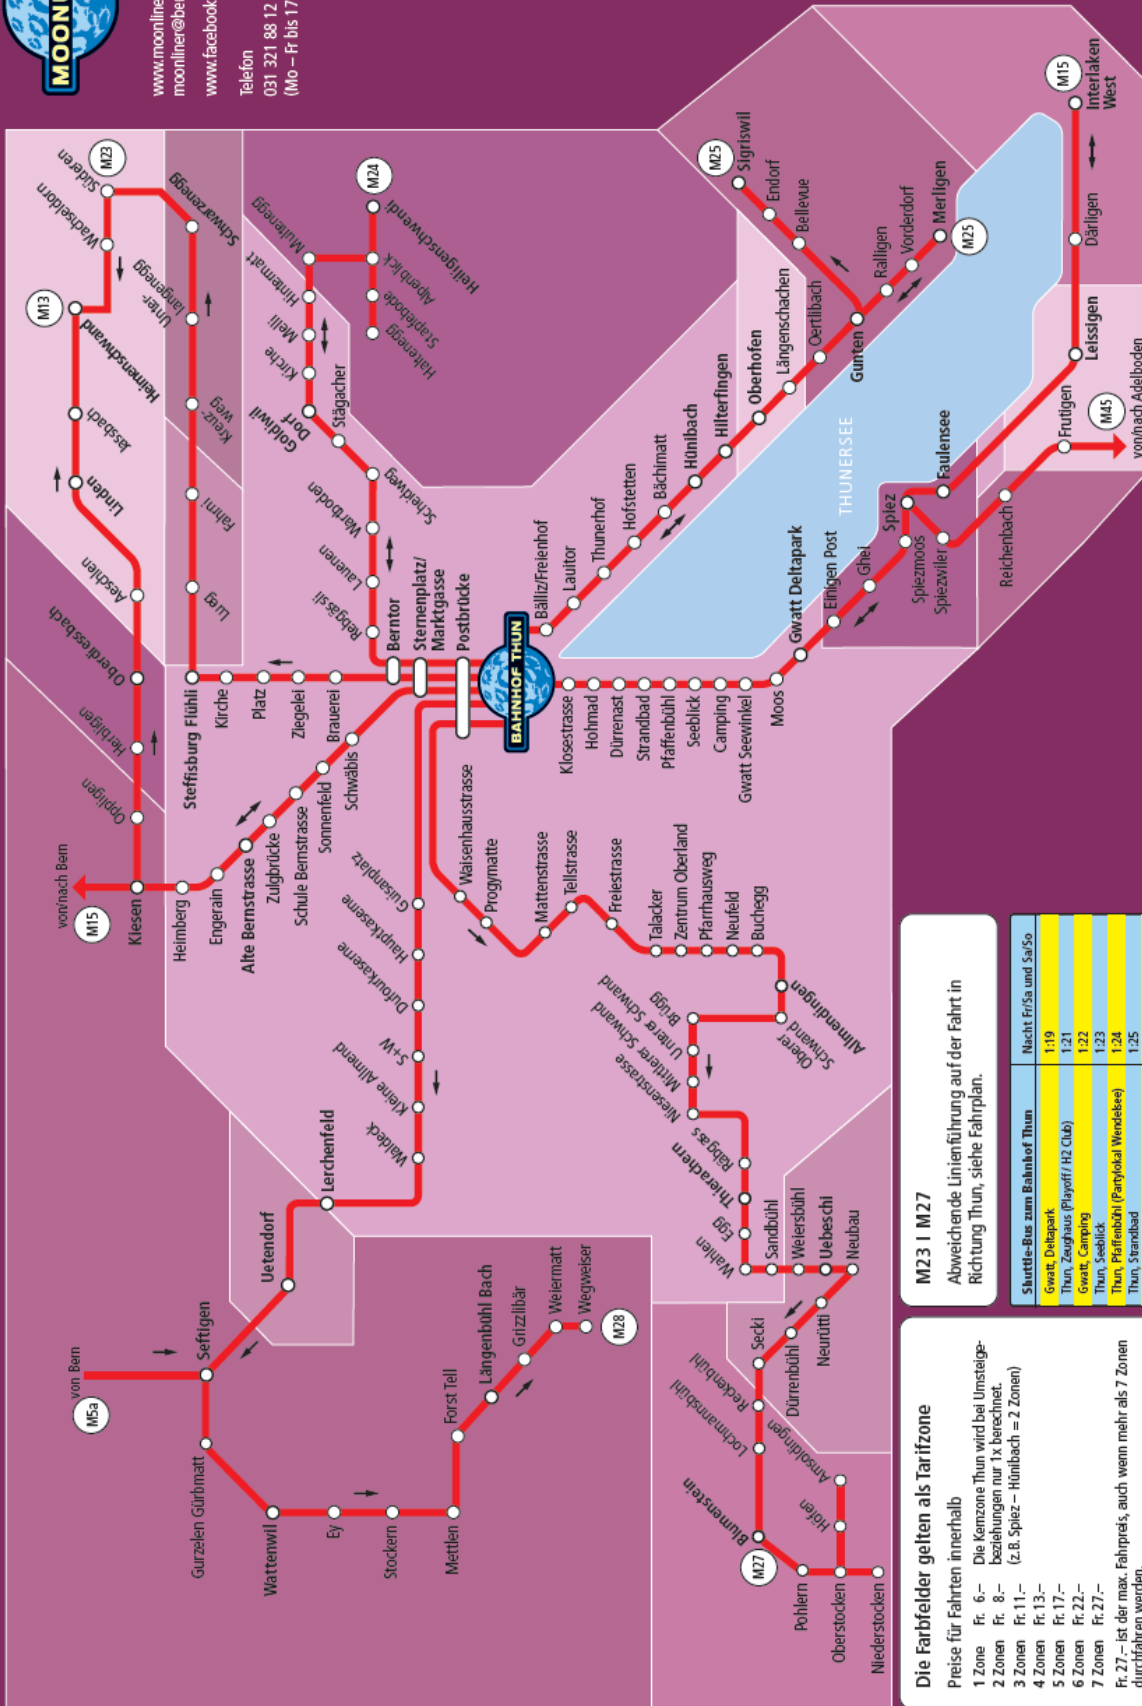 MOONL
www.moonline
moonliner@ber
www.facebook
Telefon
031 321 88 12
(Mo – Fr bis 17
von Bern
M5a
Seftigen
Gurzelen Gürbmatt
Wattenwil
Ey
Stockern
Mettlen
Forst Tell
Längenbühl Bach
Grizzlibär
Weiermatt
Wegweiser
M28
Uetendorf
Lerchenfeld
Waldeck
Kleine Allmend
S+W
Dufourkaserne
Hauptkaserne
Guisanplatz
von/nach Bern
M15
Kiesen
Heimberg
Engerain
Alte Bernstrasse
Zulgbrücke
Schule Bernstrasse
Sonnenfeld
Schwäbis
Oppligen
Herbligen
Oberdiessbach
Aeschlen
Linden
Jassbach
Heimenschwand
M13
Wachseldorn
Süderen
M23
Schwarzenegg
Unter-
langenegg
Kreuz-
weg
Fahrni
Lueg
Steffisburg Flühli
Kirche
Platz
Ziegelei
Brauerei
Berntor
Sternenplatz/
Marktgasse
Postbrücke
BAHNHOF THUN
Rebgässli
Lauenen
Wartboden
Scheidweg
Stägacher
Goldiwil
Dorf
Kirche
Melli
Hintermatt
Multenegg
M24
Heiligenschwendi
Alpenblick
Staplebode
Haltenegg
Bälliz/Freienhof
Lauitor
Thunerhof
Hofstetten
Bächimatt
Hünibach
Hilterfingen
Oberhofen
Längenschachen
Oertlibach
Gunten
Bellevue
Endorf
Sigriswil
M25
Ralligen
Vorderdorf
Merligen
M25
THUNERSEE
Klosestrasse
Hohmad
Dürrenast
Strandbad
Pfaffenbühl
Seeblick
Camping
Gwatt Seewinkel
Moos
Gwatt Deltapark
Einigen Post
Ghei
Spiezmoos
Spiez
Spiezwiler
Faulensee
Reichenbach
Frutigen
M45
von/nach Adelboden
Leissigen
Därligen
Interlaken
West
M15
Waisenhausstrasse
Progymatte
Mattenstrasse
Tellstrasse
Freiestrasse
Talacker
Zentrum Oberland
Pfarrhausweg
Neufeld
Buchegg
Allmendingen
Oberer
Schwand
Brügg
Unterer Schwand
Mittlerer Schwand
Niesenstrasse
Räbgass
Thierachern
Egg
Wahlen
Sandbühl
Weiersbühl
Uebeschi
Neubau
Neurütti
Dürrenbühl
Secki
Reckenbühl
Lochmannsbühl
Blumenstein
M27
Pohlern
Oberstocken
Niederstocken
Höfen
Amsoldingen
Die Farbfelder gelten als Tarifzone
Preise für Fahrten innerhalb
1 Zone Fr. 6.–
2 Zonen Fr. 8.–
3 Zonen Fr. 11.–
4 Zonen Fr. 13.–
5 Zonen Fr. 17.–
6 Zonen Fr. 22.–
7 Zonen Fr. 27.–
Die Kernzone Thun wird bei Umsteige-
beziehungen nur 1x berechnet.
(z.B. Spiez – Hünibach = 2 Zonen)
Fr. 27.– ist der max. Fahrpreis, auch wenn mehr als 7 Zonen
durchfahren werden.
M23 I M27
Abweichende Linienführung auf der Fahrt in
Richtung Thun, siehe Fahrplan.
Shuttle-Bus zum Bahnhof Thun Nacht Fr/Sa und Sa/So
Gwatt, Deltapark 1:19
Thun, Zeughaus (Playoff / H2 Club) 1:21
Gwatt, Camping 1:22
Thun, Seeblick 1:23
Thun, Pfaffenbühl (Partylokal Wendelsee) 1:24
Thun, Strandbad 1:25